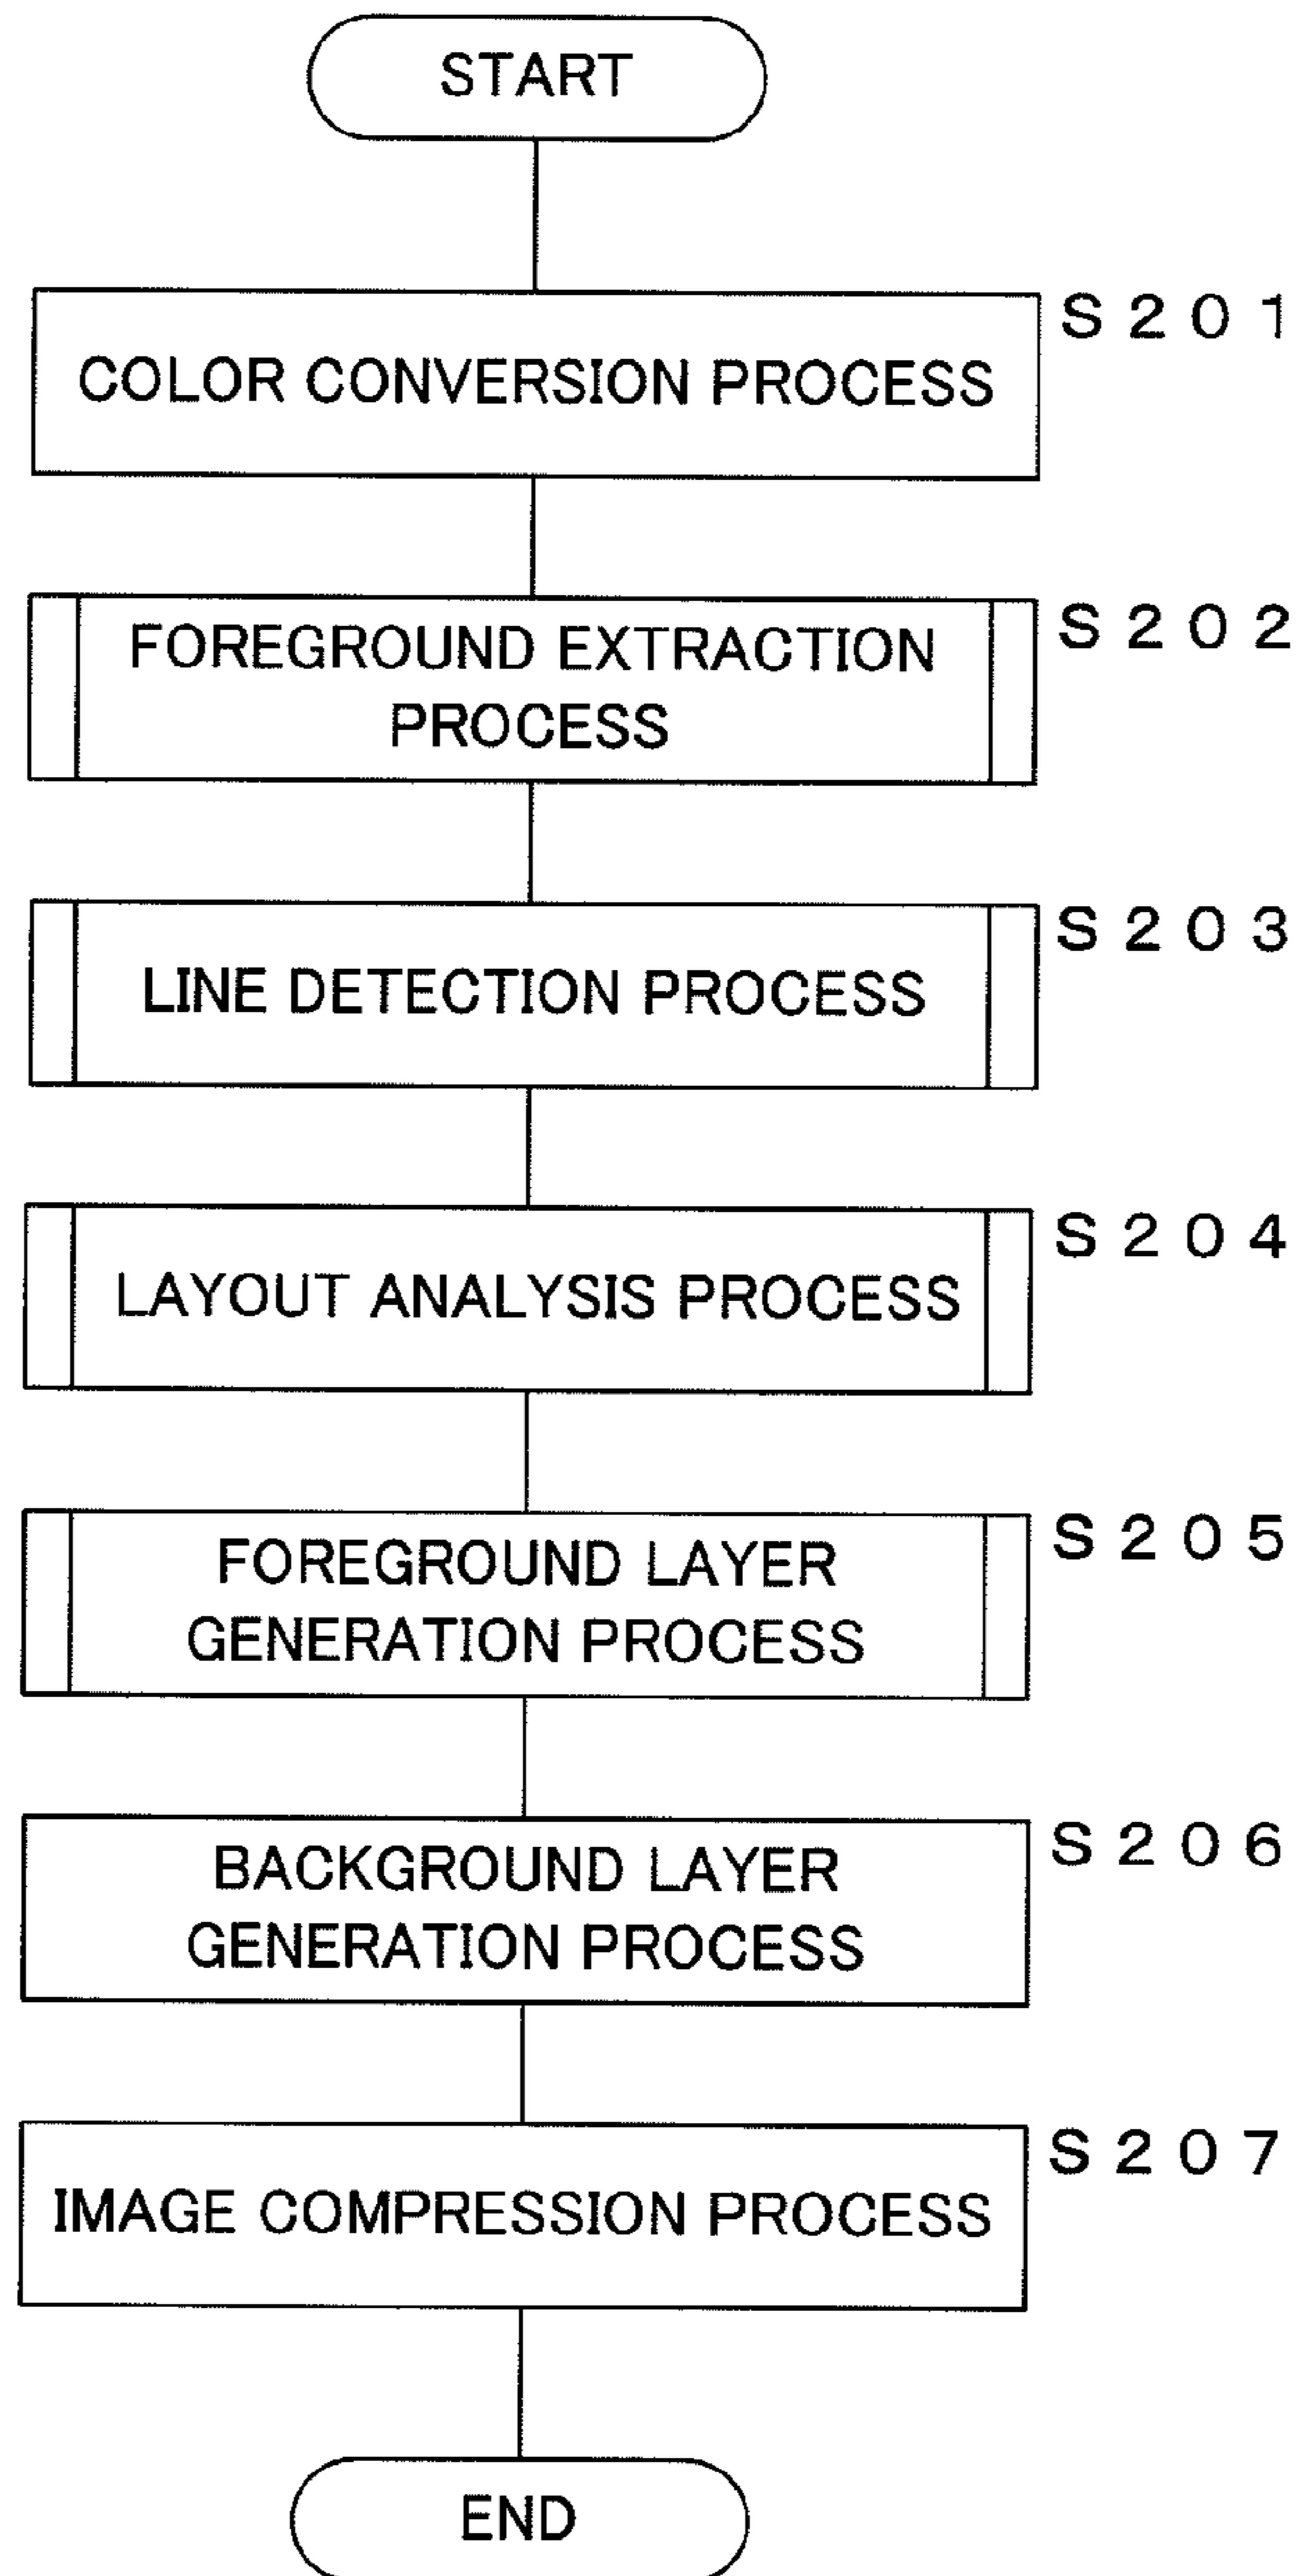 START
COLOR CONVERSION PROCESS
S201
FOREGROUND EXTRACTION
PROCESS
S202
LINE DETECTION PROCESS
S203
LAYOUT ANALYSIS PROCESS
S204
FOREGROUND LAYER
GENERATION PROCESS
S205
BACKGROUND LAYER
GENERATION PROCESS
S206
IMAGE COMPRESSION PROCESS
S207
END